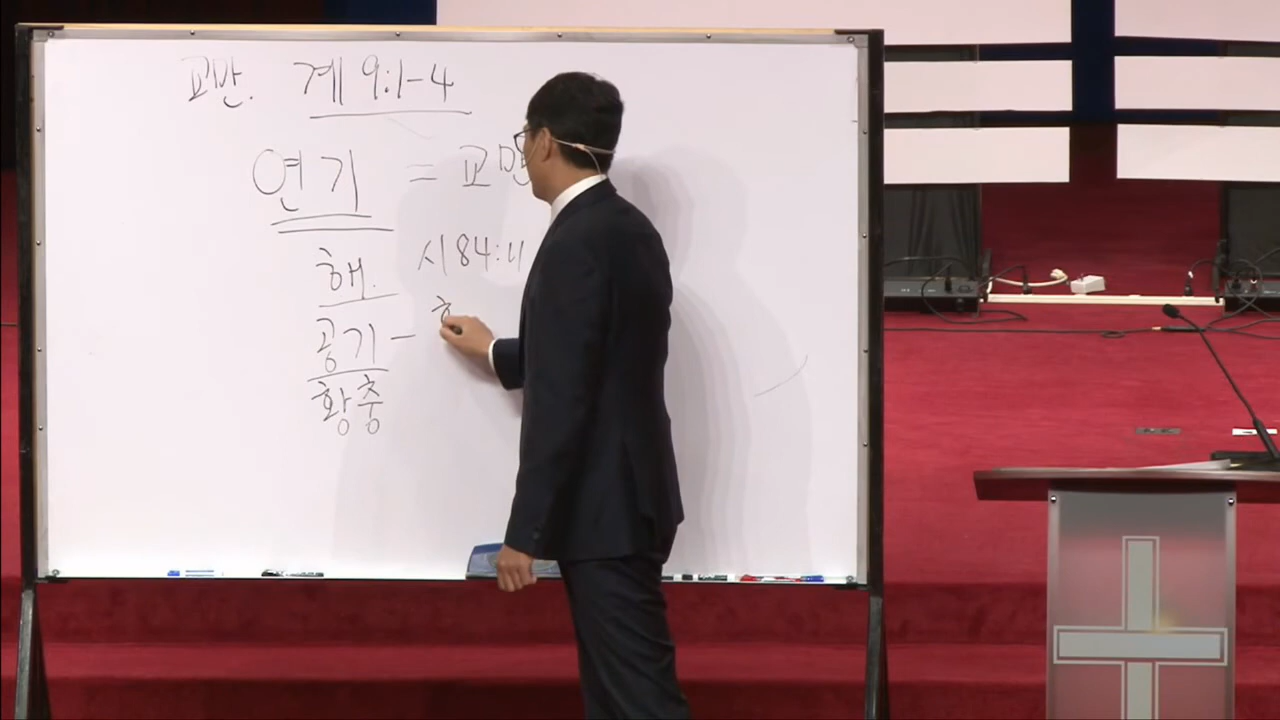 교만. 계 9:1-4
연기 = 교만
해. 시 84:11
공기 -
황충